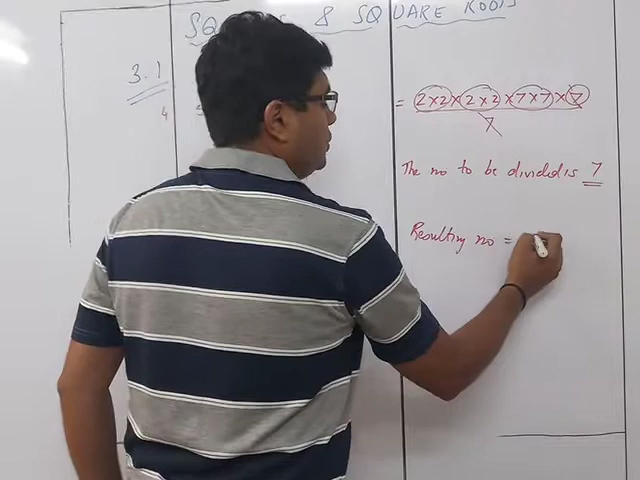 & SQUARE ROOTS
3.1
4
= 2×2×2×2×7×7×7
7
The no to be divided is 7
Resulting no =